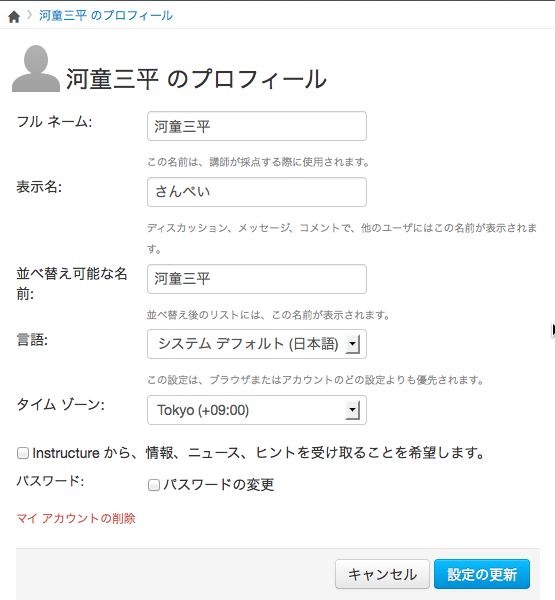 河童三平 のプロフィール
河童三平 のプロフィール
フル ネーム:
河童三平
この名前は、講師が採点する際に使用されます。
表示名:
さんぺい
ディスカッション、メッセージ、コメントで、他のユーザにはこの名前が表示されま
す。
並べ替え可能な名
前:
河童三平
並べ替え後のリストには、この名前が表示されます。
言語:
システム デフォルト (日本語)
この設定は、ブラウザまたはアカウントのどの設定よりも優先されます。
タイム ゾーン:
Tokyo (+09:00)
Instructure から、情報、ニュース、ヒントを受け取ることを希望します。
パスワード:
パスワードの変更
マイ アカウントの削除
キャンセル
設定の更新